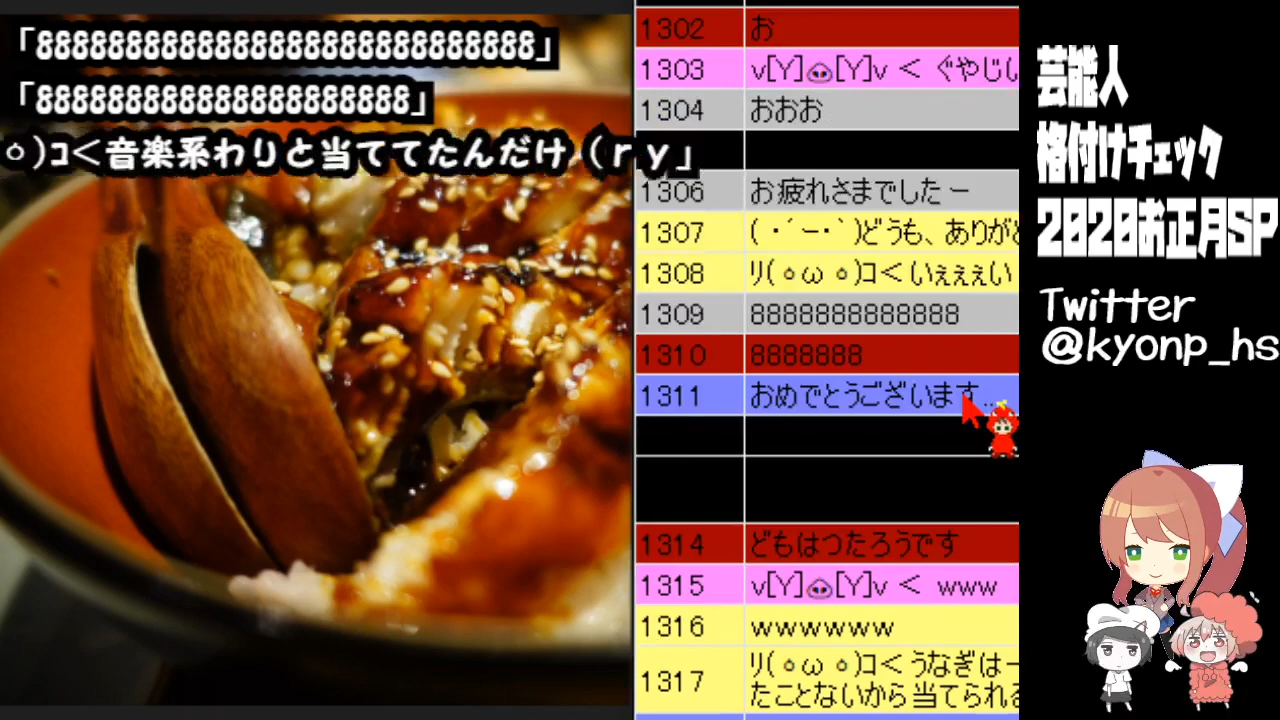 「8888888888888888888888888888」
「888888888888888888888」
○)コ<音楽系わりと当ててたんだけ（ｒｙ」
1302 お
1303 v[Y] [Y]v < ぐやじい
1304 おおお
1306 お疲れさまでしたー
1307 (・´ー・｀)どうも、ありがと
1308 ﾘ(ㆁωㆁ)ｺ<いぇぇぇい
1309 8888888888888
1310 8888888
1311 おめでとうございます…
1314 どもはつたろうです
1315 v[Y] [Y]v < www
1316 wwwwww
1317 ﾘ(ㆁωㆁ)ｺ<うなぎはー
たことないから当てられる
芸能人
格付けチェック
2020お正月SP
Twitter
@kyonp_hs